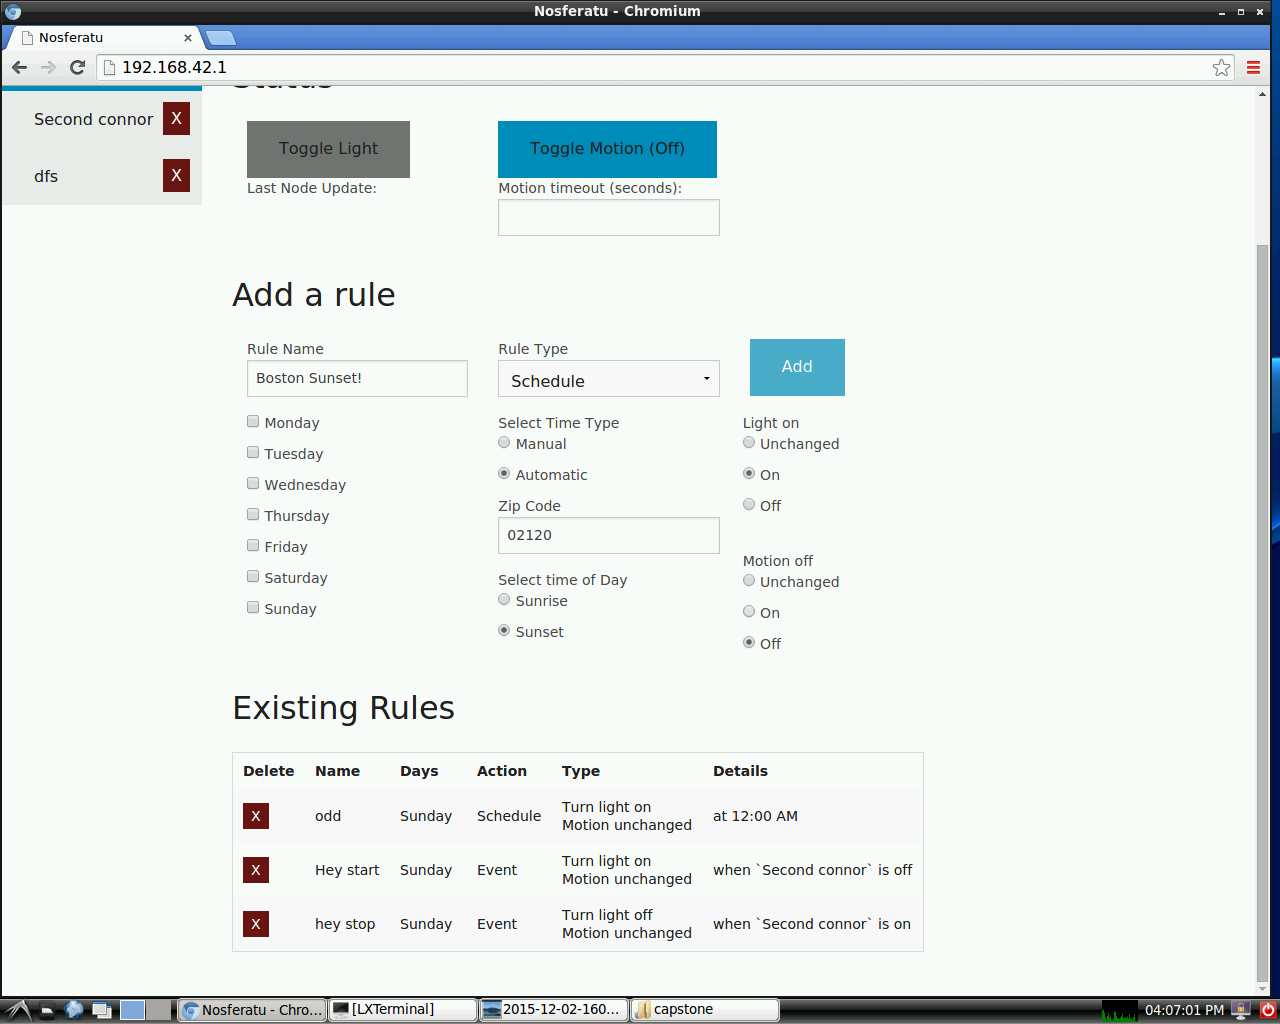 Nosferatu - Chromium
Nosferatu
192.168.42.1
Status
Second connor X
dfs X
Toggle Light
Toggle Motion (Off)
Last Node Update:
Motion timeout (seconds):
Add a rule
Rule Name
Boston Sunset!
Rule Type
Schedule
Add
Monday
Tuesday
Wednesday
Thursday
Friday
Saturday
Sunday
Select Time Type
Manual
Automatic
Zip Code
02120
Select time of Day
Sunrise
Sunset
Light on
Unchanged
On
Off
Motion off
Unchanged
On
Off
Existing Rules
Delete Name Days Action Type Details
X odd Sunday Schedule Turn light on
Motion unchanged at 12:00 AM
X Hey start Sunday Event Turn light on
Motion unchanged when `Second connor` is off
X hey stop Sunday Event Turn light off
Motion unchanged when `Second connor` is on
Nosferatu - Chro... [LXTerminal] 2015-12-02-160... capstone 04:07:01 PM